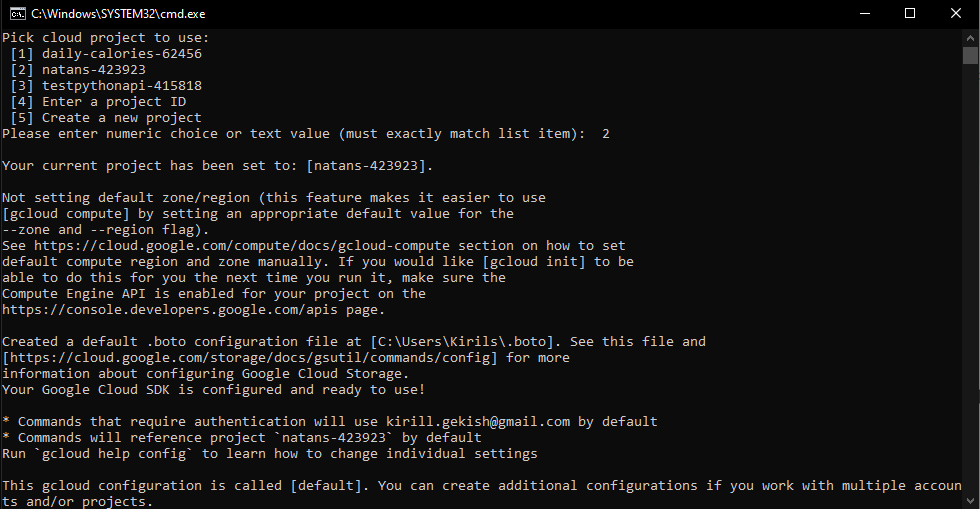 C:\Windows\SYSTEM32\cmd.exe
Pick cloud project to use:
[1] daily-calories-62456
[2] natans-423923
[3] testpythonapi-415818
[4] Enter a project ID
[5] Create a new project
Please enter numeric choice or text value (must exactly match list item):  2
Your current project has been set to: [natans-423923].
Not setting default zone/region (this feature makes it easier to use
[gcloud compute] by setting an appropriate default value for the
--zone and --region flag).
See https://cloud.google.com/compute/docs/gcloud-compute section on how to set
default compute region and zone manually. If you would like [gcloud init] to be
able to do this for you the next time you run it, make sure the
Compute Engine API is enabled for your project on the
https://console.developers.google.com/apis page.
Created a default .boto configuration file at [C:\Users\Kirils\.boto]. See this file and
[https://cloud.google.com/storage/docs/gsutil/commands/config] for more
information about configuring Google Cloud Storage.
Your Google Cloud SDK is configured and ready to use!
* Commands that require authentication will use kirill.gekish@gmail.com by default
* Commands will reference project `natans-423923` by default
Run `gcloud help config` to learn how to change individual settings
This gcloud configuration is called [default]. You can create additional configurations if you work with multiple accoun
ts and/or projects.